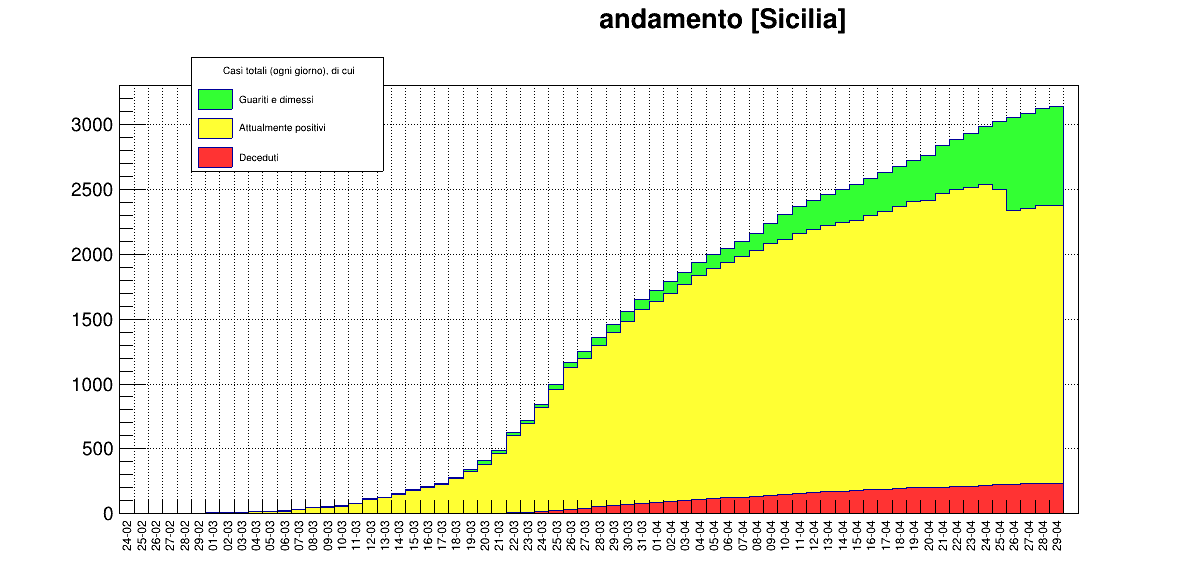 andamento [Sicilia]
Casi totali (ogni giorno), di cui
Guariti e dimessi
Attualmente positivi
Deceduti
3000
2500
2000
1500
1000
500
0
24-02 25-02 26-02 27-02 28-02 29-02 01-03 02-03 03-03 04-03 05-03 06-03 07-03 08-03 09-03 10-03 11-03 12-03 13-03 14-03 15-03 16-03 17-03 18-03 19-03 20-03 21-03 22-03 23-03 24-03 25-03 26-03 27-03 28-03 29-03 30-03 31-03 01-04 02-04 03-04 04-04 05-04 06-04 07-04 08-04 09-04 10-04 11-04 12-04 13-04 14-04 15-04 16-04 17-04 18-04 19-04 20-04 21-04 22-04 23-04 24-04 25-04 26-04 27-04 28-04 29-04